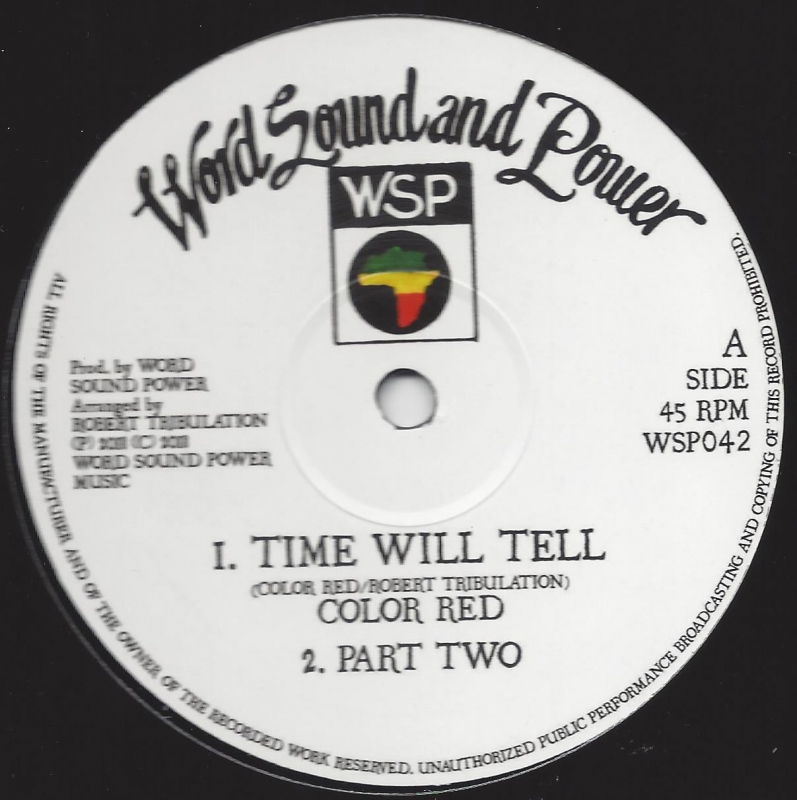 Word Sound and Power
WSP
A
SIDE
45 RPM
WSP042
Prod. by WORD
SOUND POWER
Arranged by
ROBERT TRIBULATION
(P) 2011 (C) 2011
WORD SOUND POWER
MUSIC
1. TIME WILL TELL
(COLOR RED/ROBERT TRIBULATION)
COLOR RED
2. PART TWO
ALL RIGHTS OF THE MANUFACTURER AND OF THE OWNER OF THE RECORDED WORK RESERVED. UNAUTHORIZED PUBLIC PERFORMANCE BROADCASTING AND COPYING OF THIS RECORD PROHIBITED.